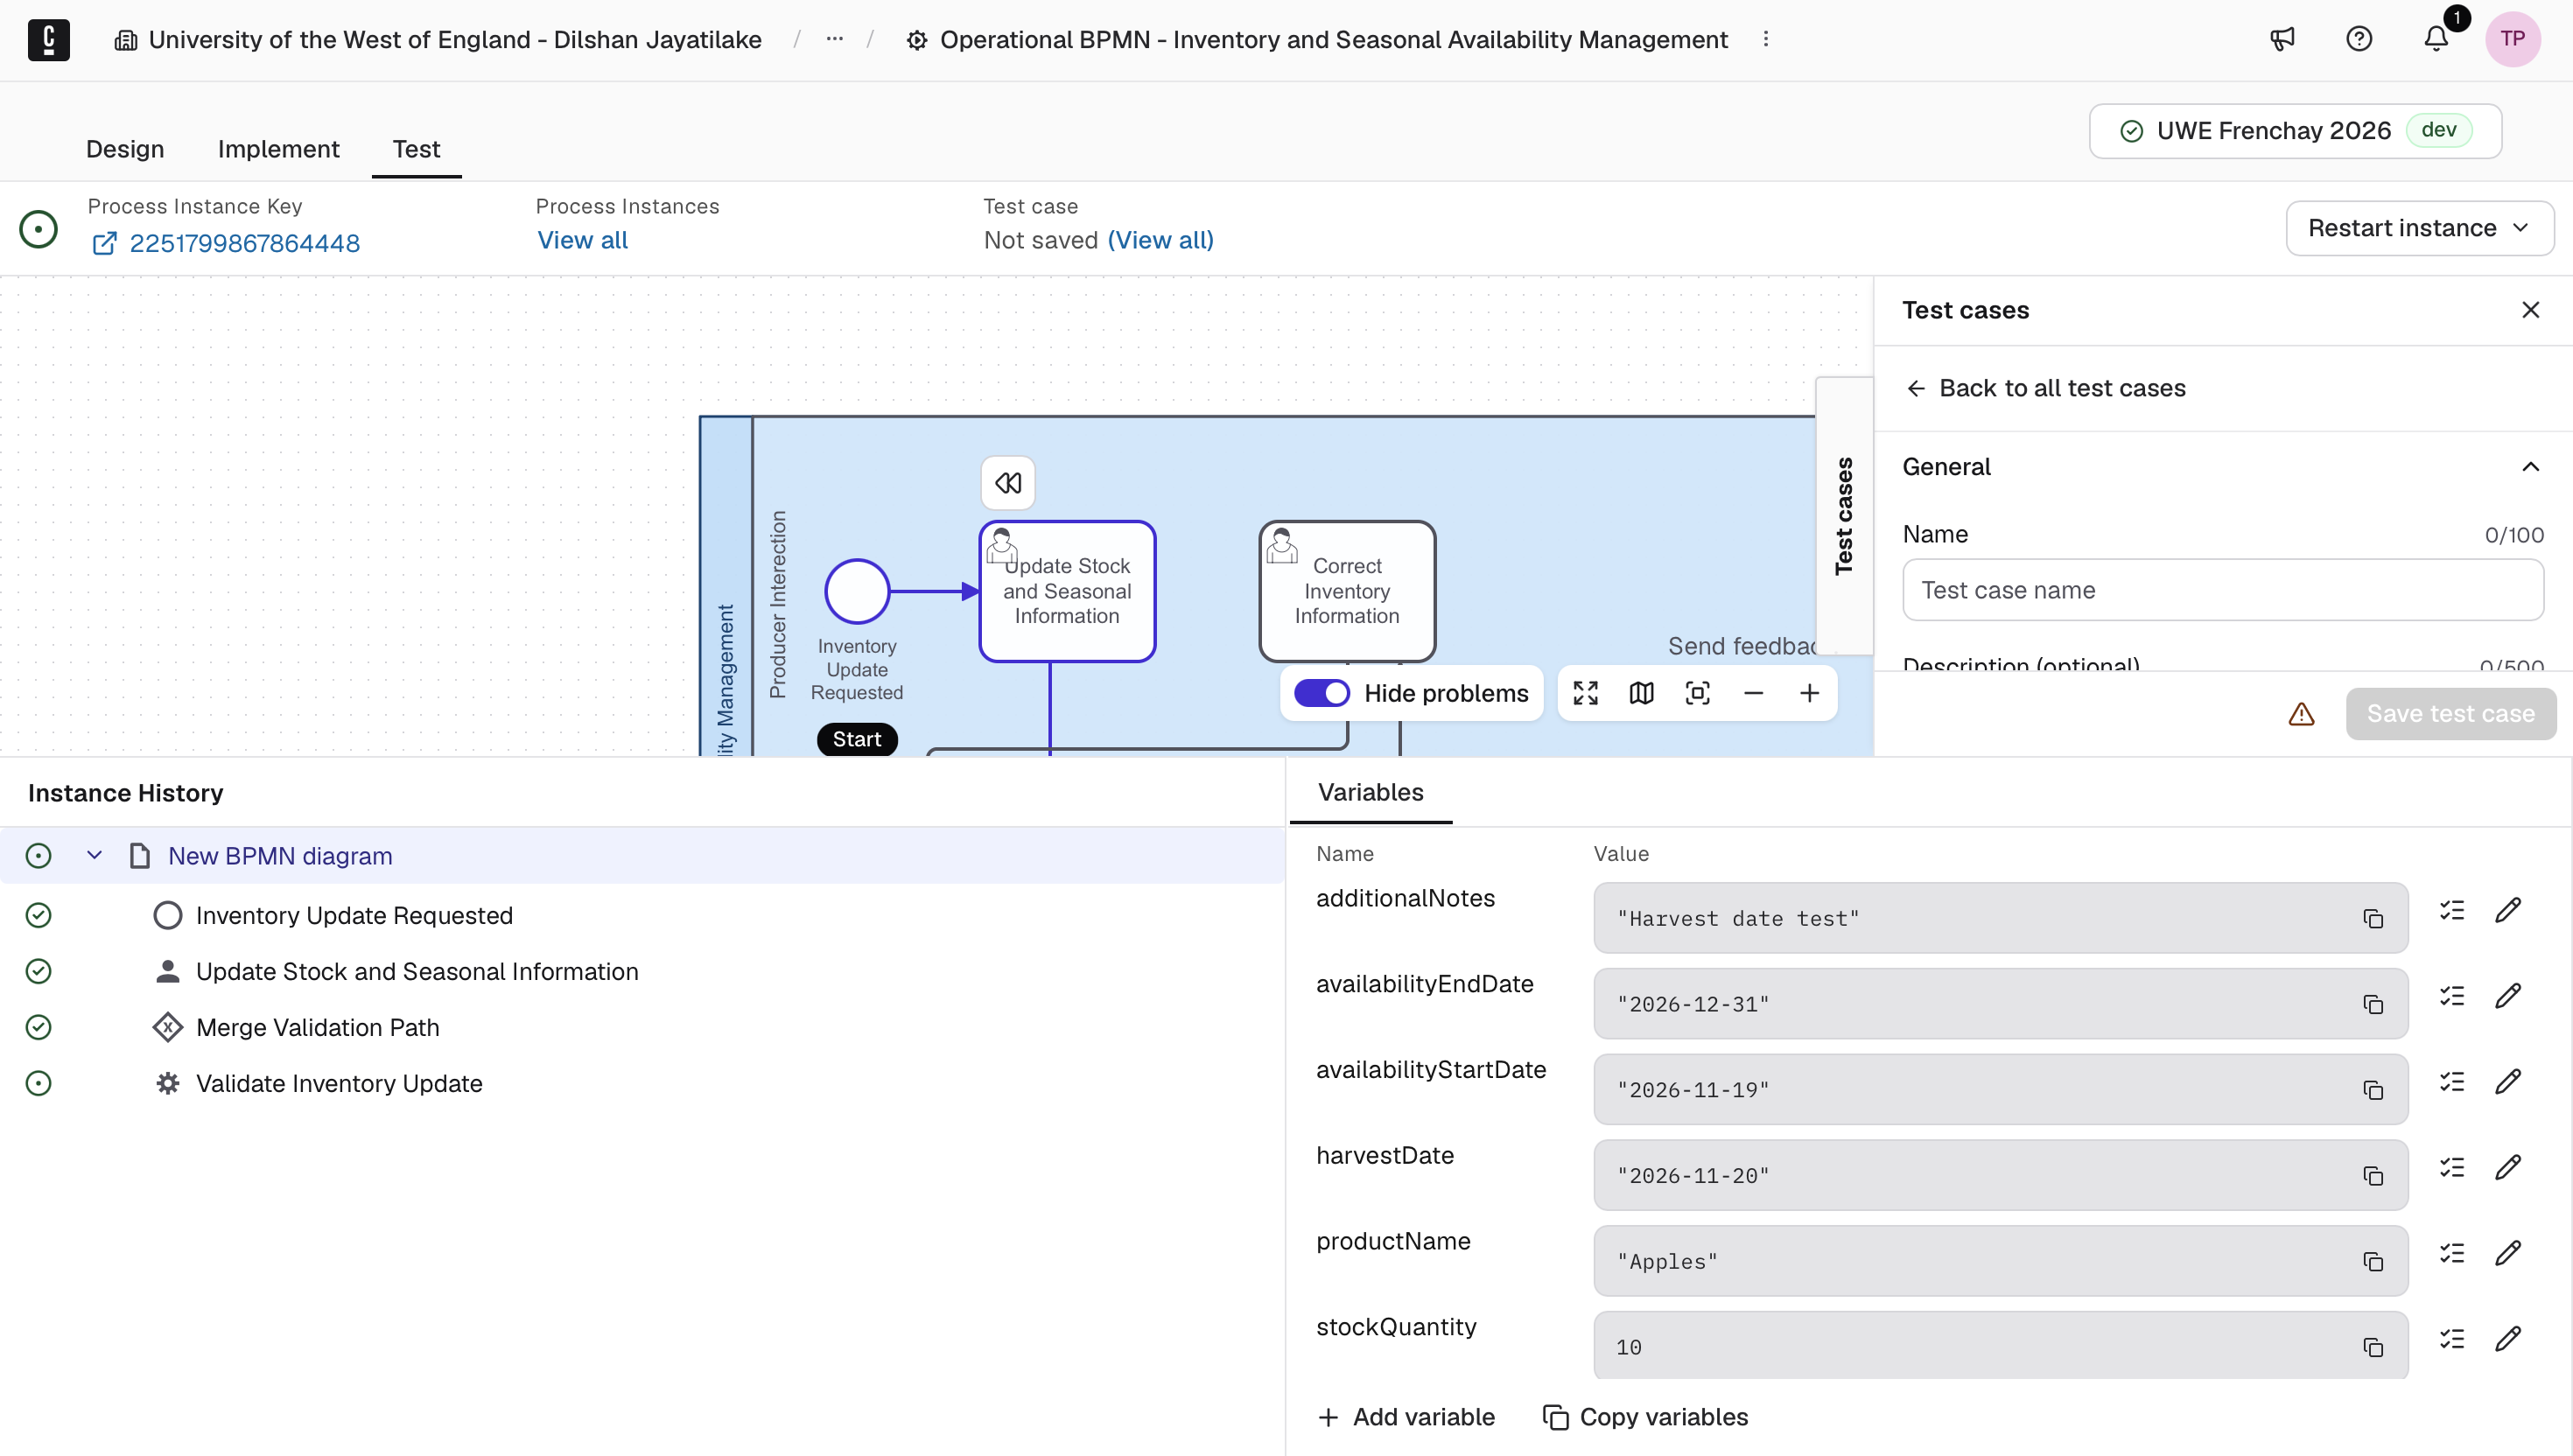 University of the West of England - Dilshan Jayatilake / ... / Operational BPMN - Inventory and Seasonal Availability Management
1
TP
Design
Implement
Test
UWE Frenchay 2026
dev
Process Instance Key
2251799867864448
Process Instances
View all
Test case
Not saved (View all)
Restart instance
Test cases
Back to all test cases
General
Name
0/100
Test case name
Description (optional)
0/500
Save test case
Test cases
lity Management
Producer Interection
Inventory
Update
Requested
Start
Update Stock
and Seasonal
Information
Correct
Inventory
Information
Send feedbac
Hide problems
Instance History
New BPMN diagram
Inventory Update Requested
Update Stock and Seasonal Information
Merge Validation Path
Validate Inventory Update
Variables
Name
Value
additionalNotes
"Harvest date test"
availabilityEndDate
"2026-12-31"
availabilityStartDate
"2026-11-19"
harvestDate
"2026-11-20"
productName
"Apples"
stockQuantity
10
Add variable
Copy variables